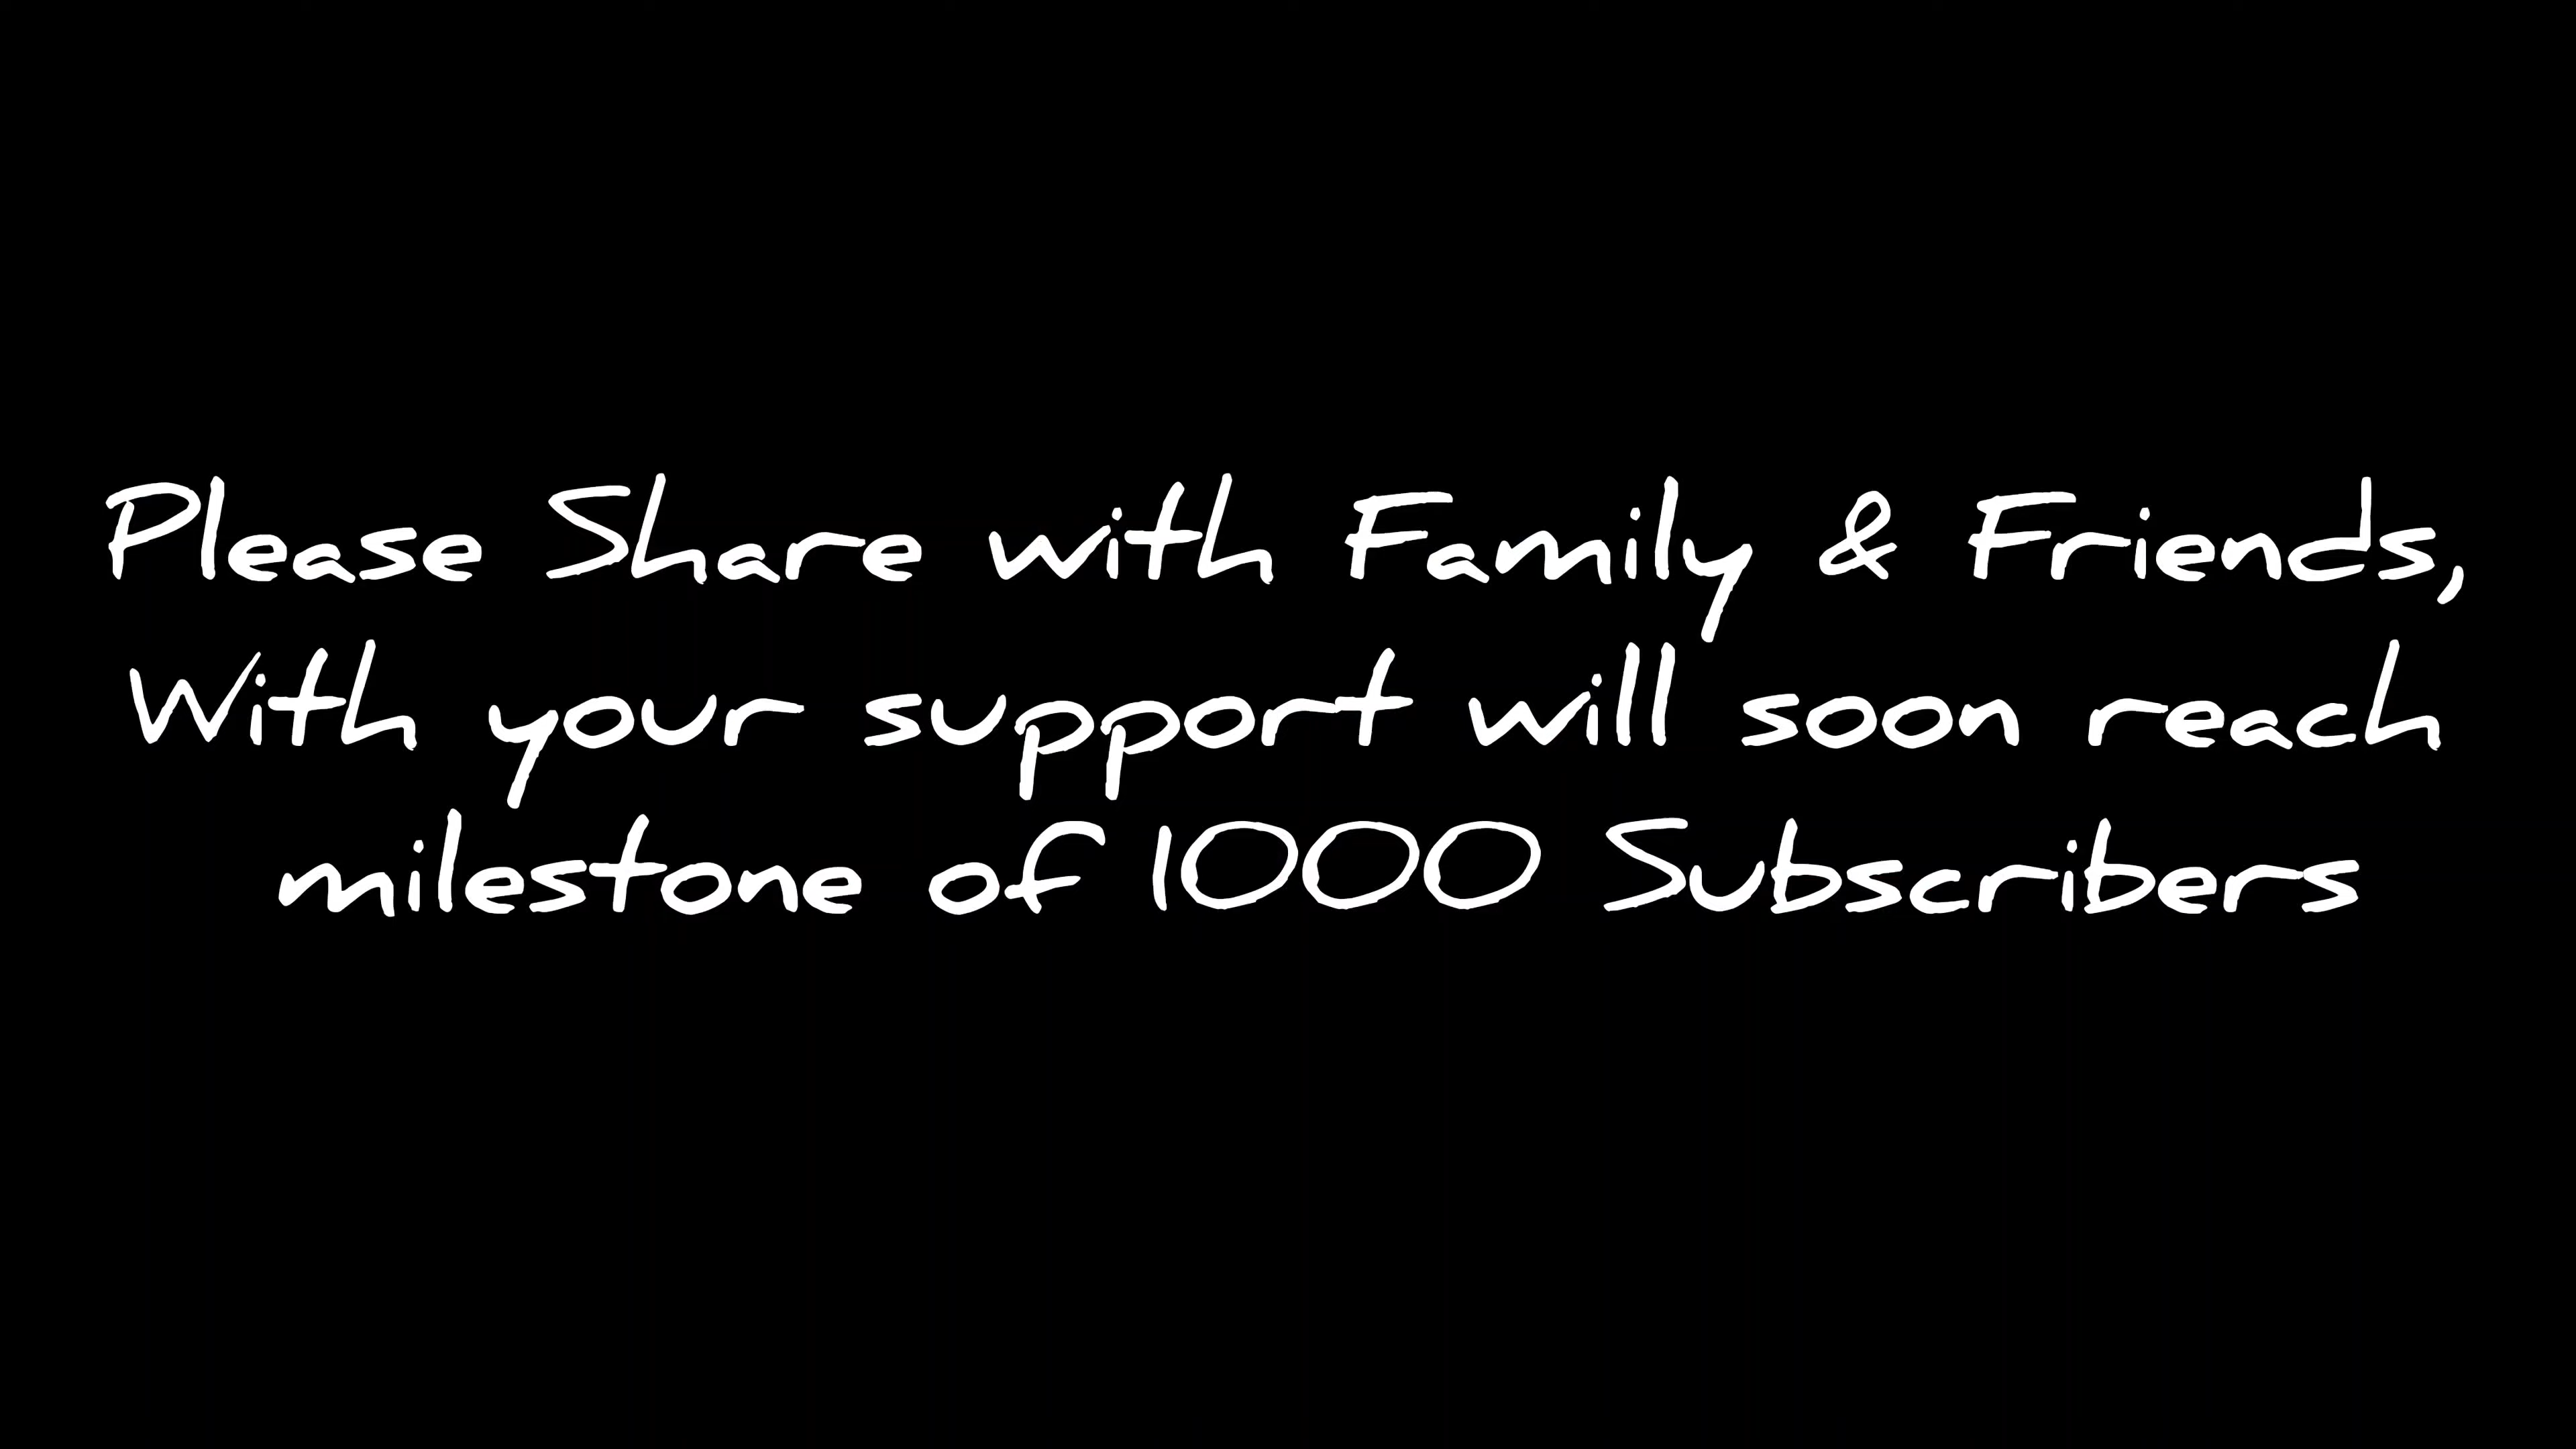 Please Share with Family & Friends,
With your support will soon reach
milestone of 1000 Subscribers